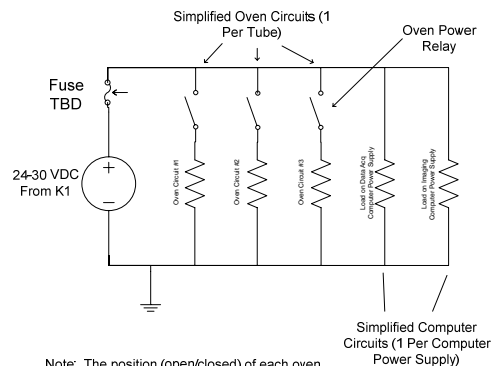 Simplified Oven Circuits (1
Per Tube)
Oven Power
Relay
Fuse
TBD
24-30 VDC
From K1
Oven Circuit #1
Oven Circuit #2
Oven Circuit #3
Load on Data Acq
Computer Power Supply
Load on Imaging
Computer Power Supply
Simplified Computer
Circuits (1 Per Computer
Power Supply)
Note: The position (open/closed) of each oven